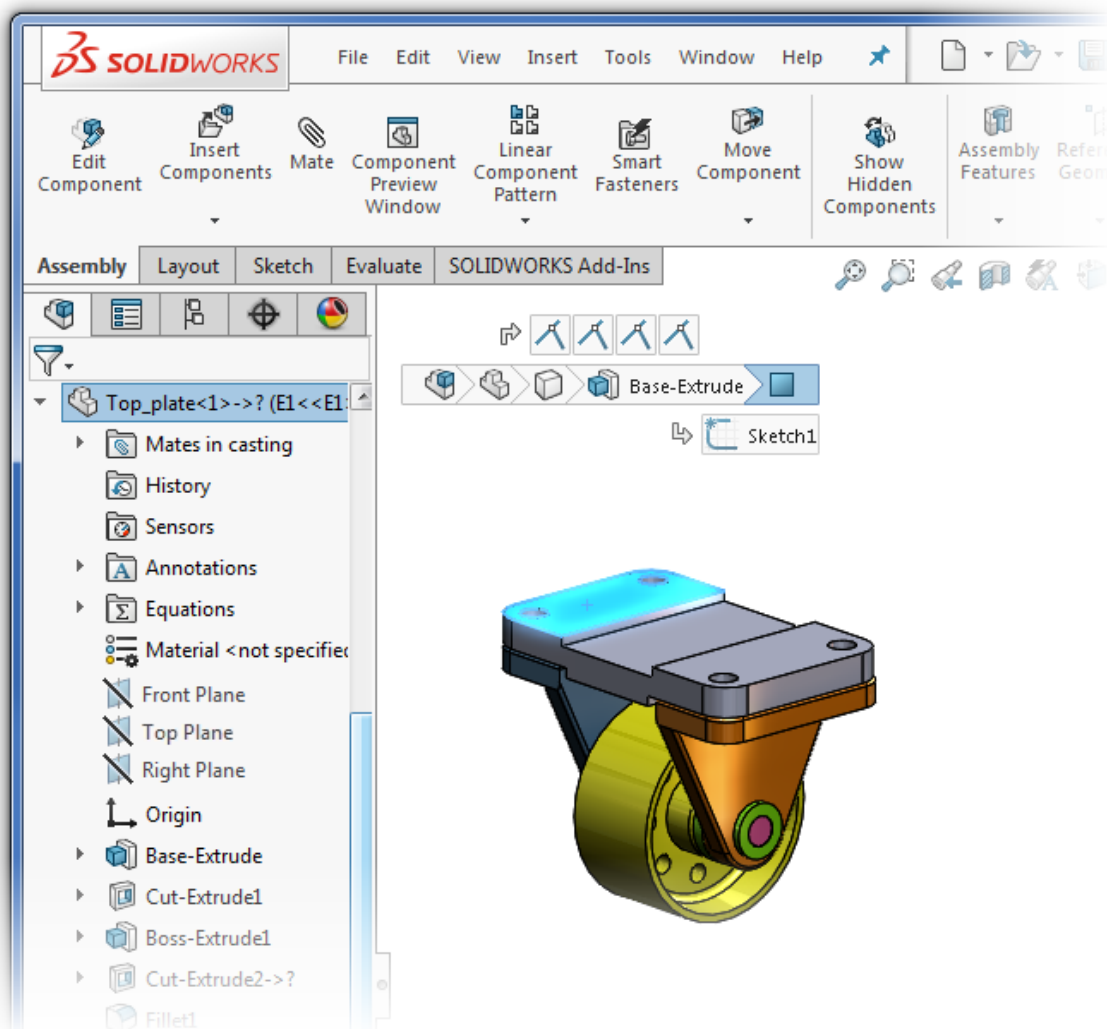 SOLIDWORKS
File Edit View Insert Tools Window Help
Edit
Component
Insert
Components
Mate
Component
Preview
Window
Linear
Component
Pattern
Smart
Fasteners
Move
Component
Show
Hidden
Components
Assembly
Features
Assembly Layout Sketch Evaluate SOLIDWORKS Add-Ins
Base-Extrude
Sketch1
Top_plate<1>->? (E1<<E1
Mates in casting
History
Sensors
Annotations
Equations
Material <not specified
Front Plane
Top Plane
Right Plane
Origin
Base-Extrude
Cut-Extrude1
Boss-Extrude1
Cut-Extrude2->?
Fillet1